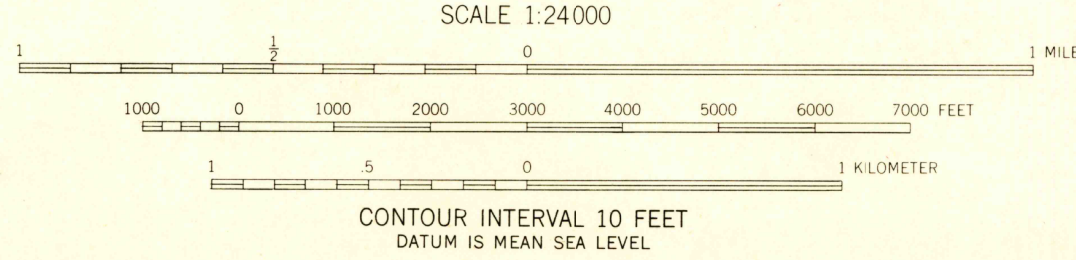 SCALE 1:24000
1 ½ 0 1 MILE
1000 0 1000 2000 3000 4000 5000 6000 7000 FEET
1 .5 0 1 KILOMETER
CONTOUR INTERVAL 10 FEET
DATUM IS MEAN SEA LEVEL